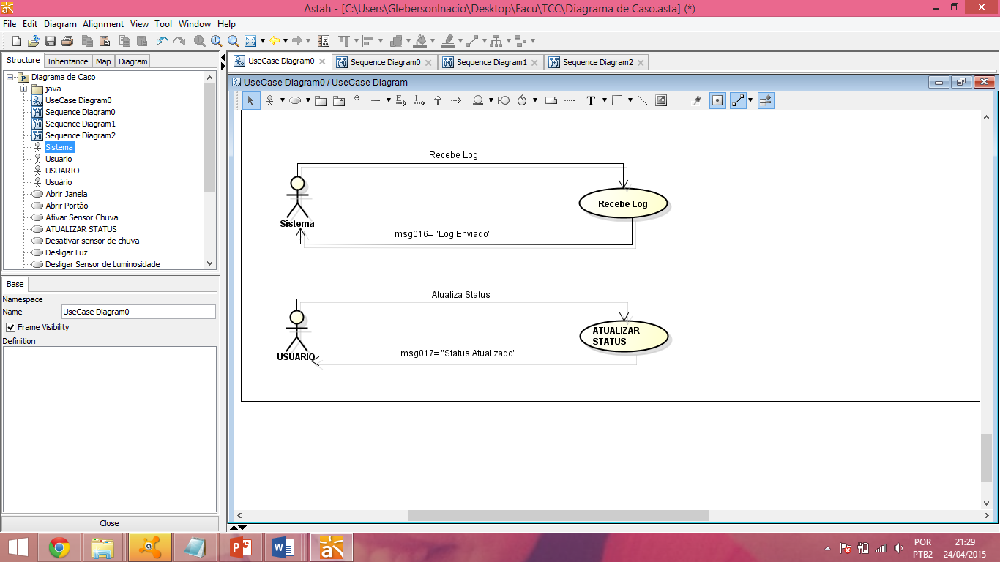 Astah - [C:\Users\GlebersonInacio\Desktop\Facu\TCC\Diagrama de Caso.asta] (*)
File Edit Diagram Alignment View Tool Window Help
Structure Inheritance Map Diagram
Diagrama de Caso
java
UseCase Diagram0
Sequence Diagram0
Sequence Diagram1
Sequence Diagram2
Sistema
Usuario
USUARIO
Usuário
Abrir Janela
Abrir Portão
Ativar Sensor Chuva
ATUALIZAR STATUS
Desativar sensor de chuva
Desligar Luz
Desligar Sensor de Luminosidade
Base
Namespace
Name UseCase Diagram0
Frame Visibility
Definition
Close
UseCase Diagram0 Sequence Diagram0 Sequence Diagram1 Sequence Diagram2
UseCase Diagram0 / UseCase Diagram
E I T
Recebe Log
Sistema
Recebe Log
msg016= "Log Enviado"
Atualiza Status
USUARIO
ATUALIZAR
STATUS
msg017= "Status Atualizado"
POR
PTB2
21:29
24/04/2015